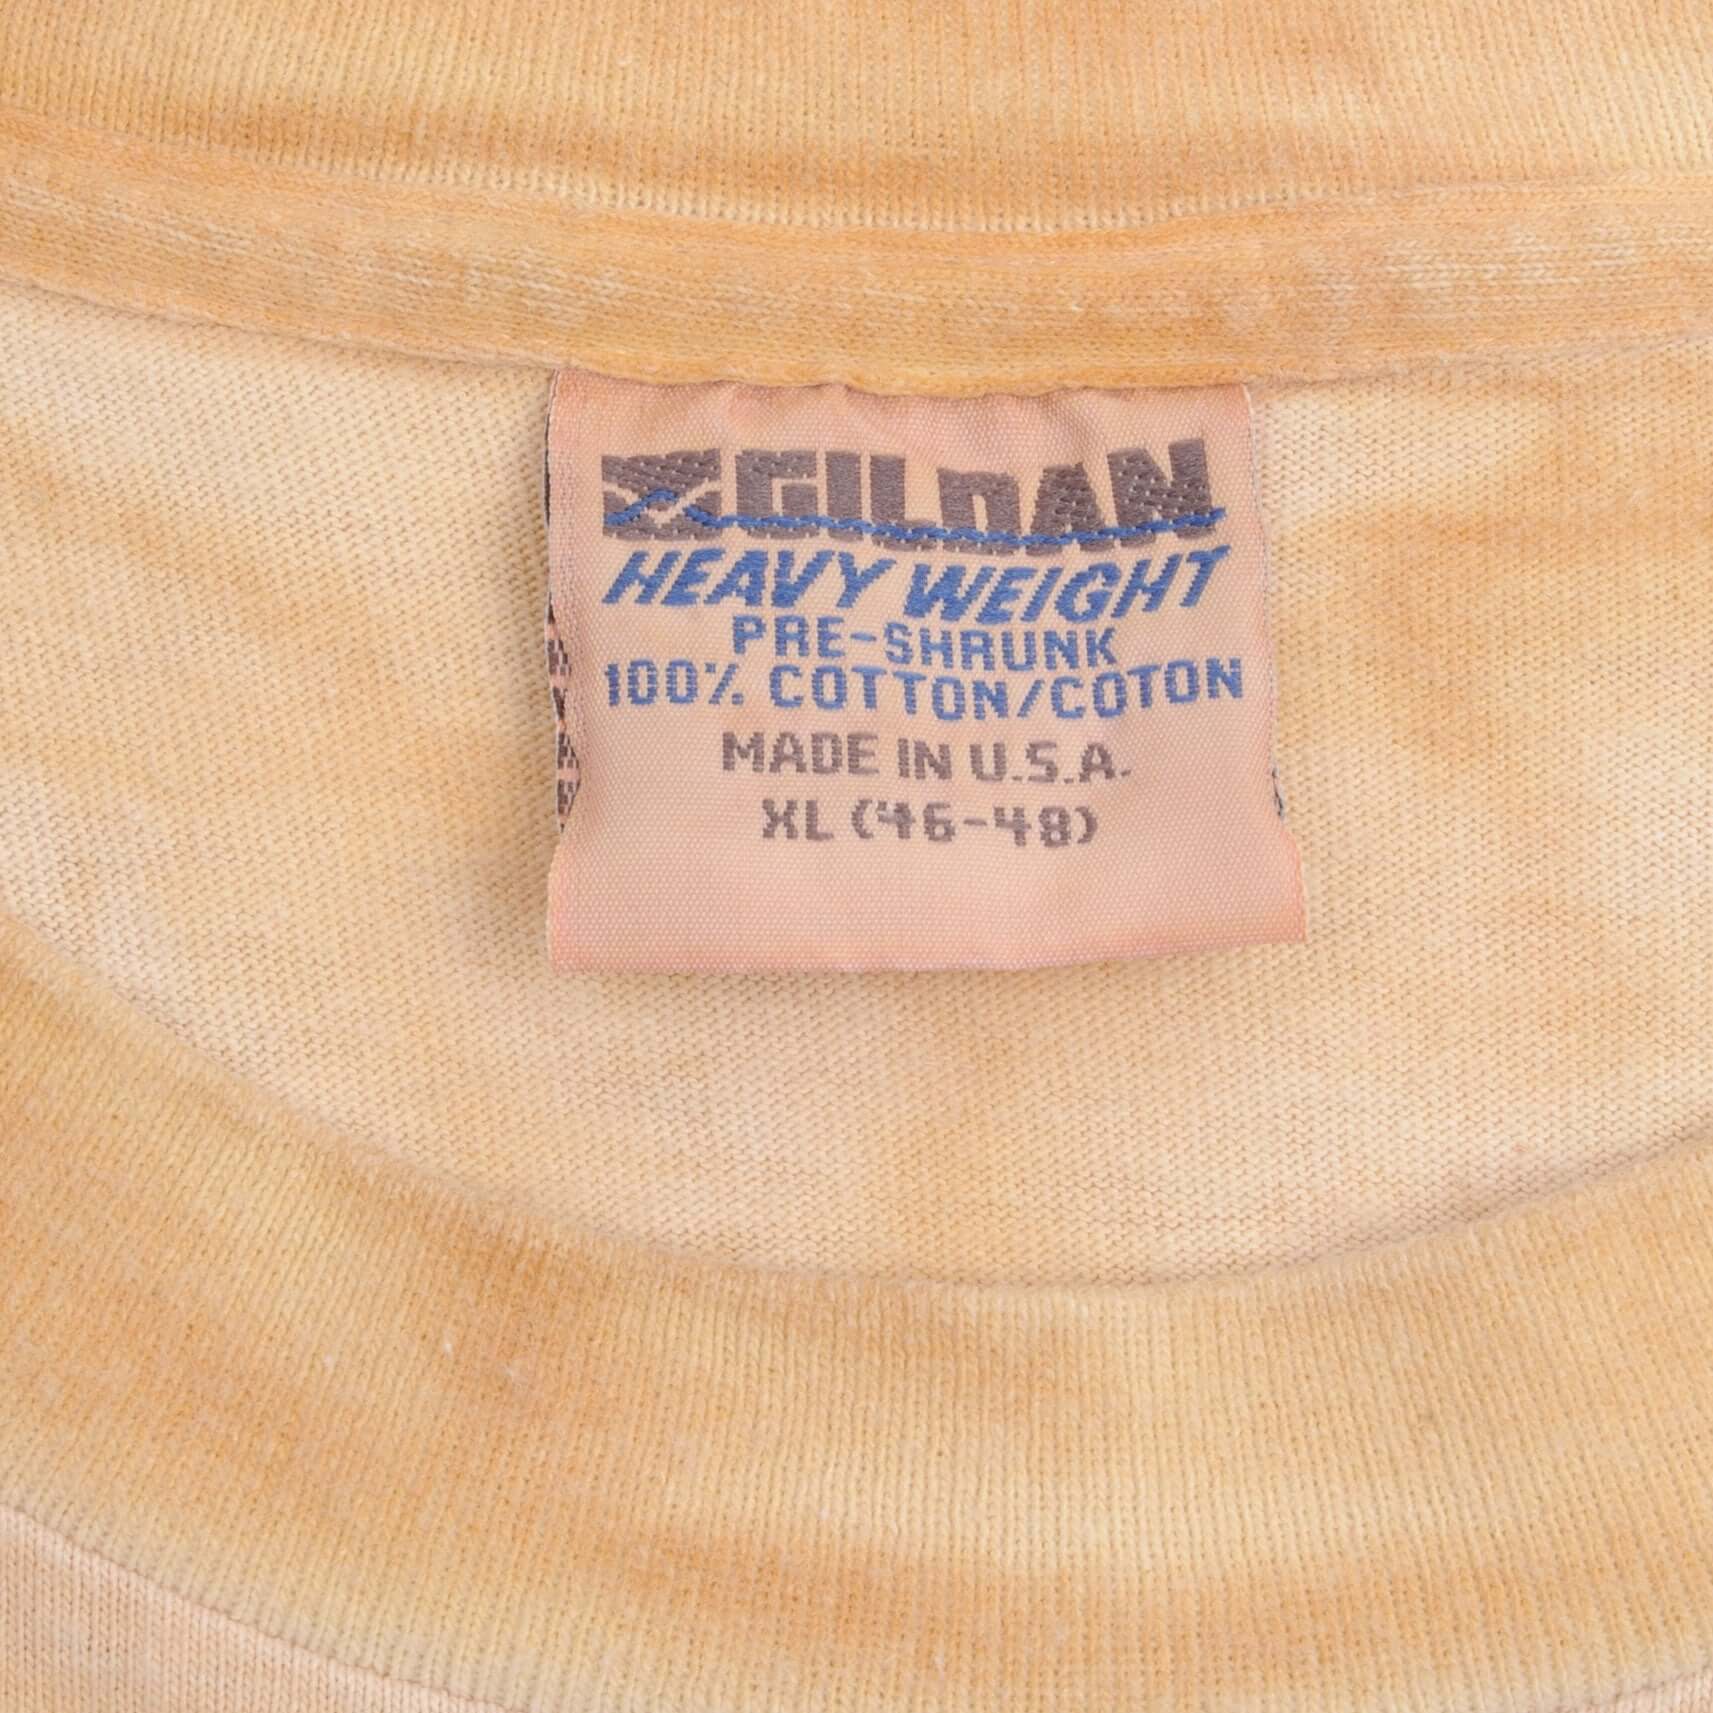 GILDAN
HEAVY WEIGHT
PRE-SHRUNK
100% COTTON/COTON
MADE IN U.S.A.
XL (46-48)